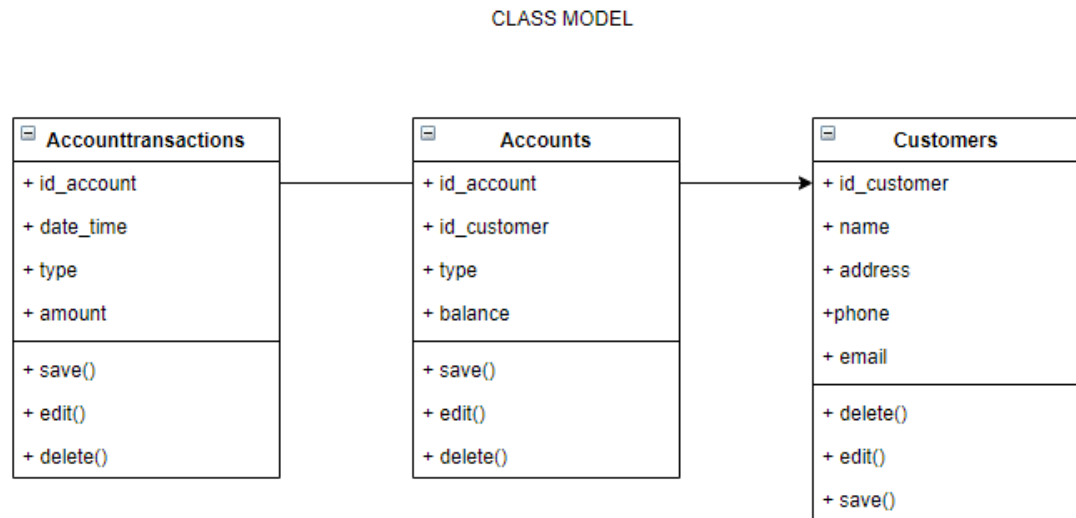 CLASS MODEL
Accounttransactions
+ id_account
+ date_time
+ type
+ amount
+ save()
+ edit()
+ delete()
Accounts
+ id_account
+ id_customer
+ type
+ balance
+ save()
+ edit()
+ delete()
Customers
+ id_customer
+ name
+ address
+phone
+ email
+ delete()
+ edit()
+ save()